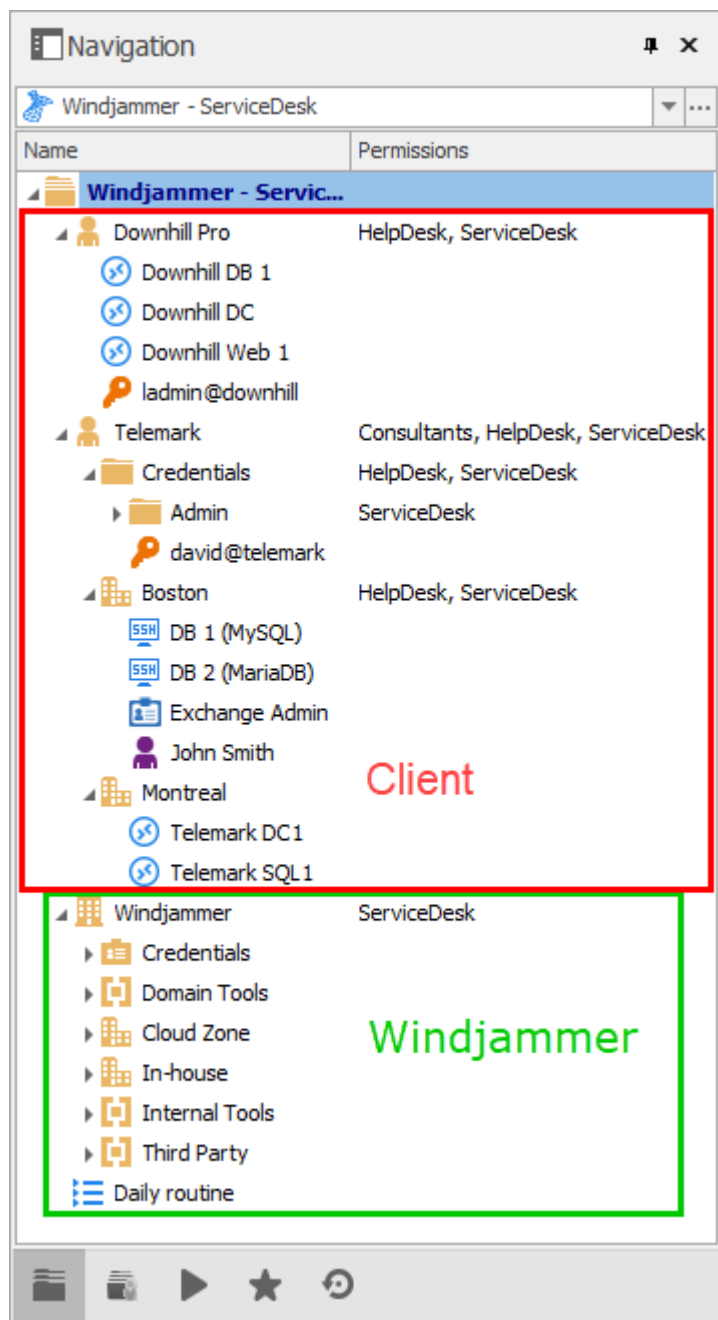 Navigation
Windjammer - ServiceDesk
Name Permissions
Windjammer - Servic...
Downhill Pro HelpDesk, ServiceDesk
Downhill DB 1
Downhill DC
Downhill Web 1
ladmin@downhill
Telemark Consultants, HelpDesk, ServiceDesk
Credentials HelpDesk, ServiceDesk
Admin ServiceDesk
david@telemark
Boston HelpDesk, ServiceDesk
SSH DB 1 (MySQL)
SSH DB 2 (MariaDB)
Exchange Admin
John Smith
Client
Montreal
Telemark DC1
Telemark SQL1
Windjammer ServiceDesk
Credentials
Domain Tools
Cloud Zone
Windjammer
In-house
Internal Tools
Third Party
Daily routine